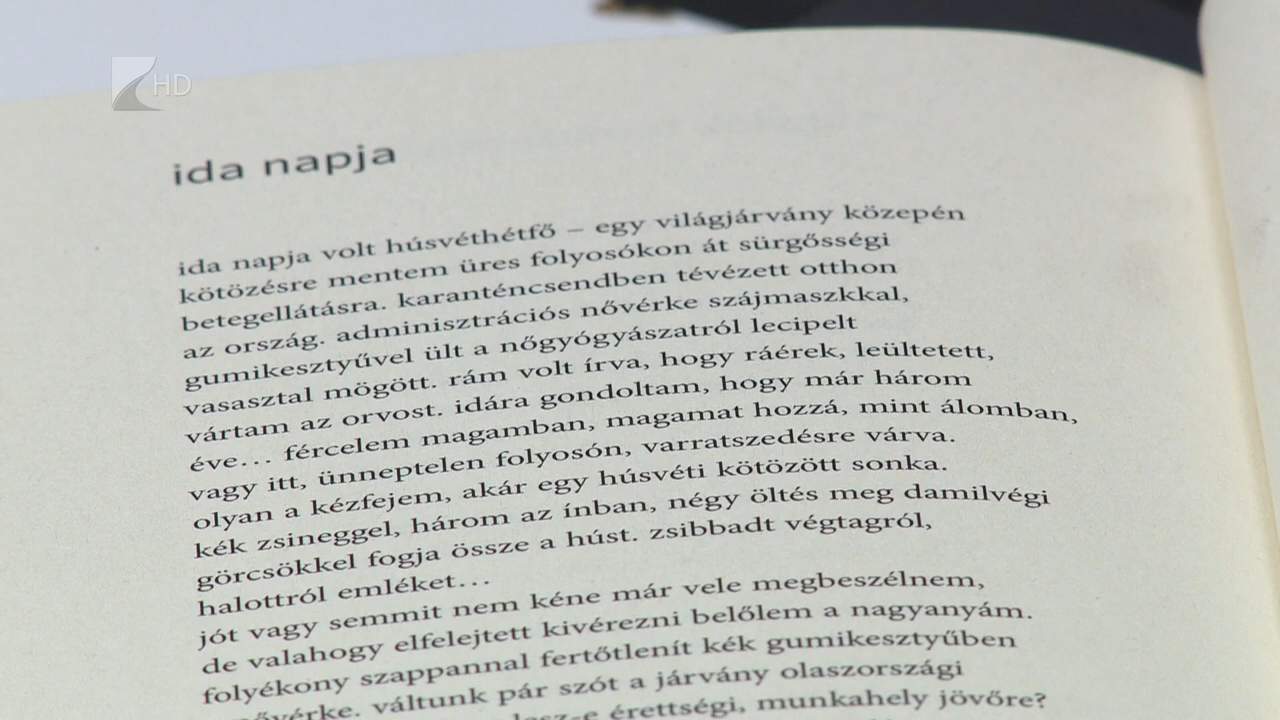 HD
ida napja
ida napja volt húsvéthétfő – egy világjárvány közepén
kötözésre mentem üres folyosókon át sürgősségi
betegellátásra. karanténcsendben tévézett otthon
az ország. adminisztrációs nővérke szájmaszkkal,
gumikesztyűvel ült a nőgyógyászatról lecipelt
vasasztal mögött. rám volt írva, hogy ráérek, leültetett,
vártam az orvost. idára gondoltam, hogy már három
éve... fércelem magamban, magamat hozzá, mint álomban,
vagy itt, ünneptelen folyosón, varratszedésre várva.
olyan a kézfejem, akár egy húsvéti kötözött sonka.
kék zsineggel, három az ínban, négy öltés meg damilvégi
görcsökkel fogja össze a húst. zsibbadt végtagról,
halottról emléket...
jót vagy semmit nem kéne már vele megbeszélnem,
de valahogy elfelejtett kivérezni belőlem a nagyanyám.
folyékony szappannal fertőtlenít kék gumikesztyűben
nővérke. váltunk pár szót a járvány olaszországi
érettségi, munkahely jövőre?